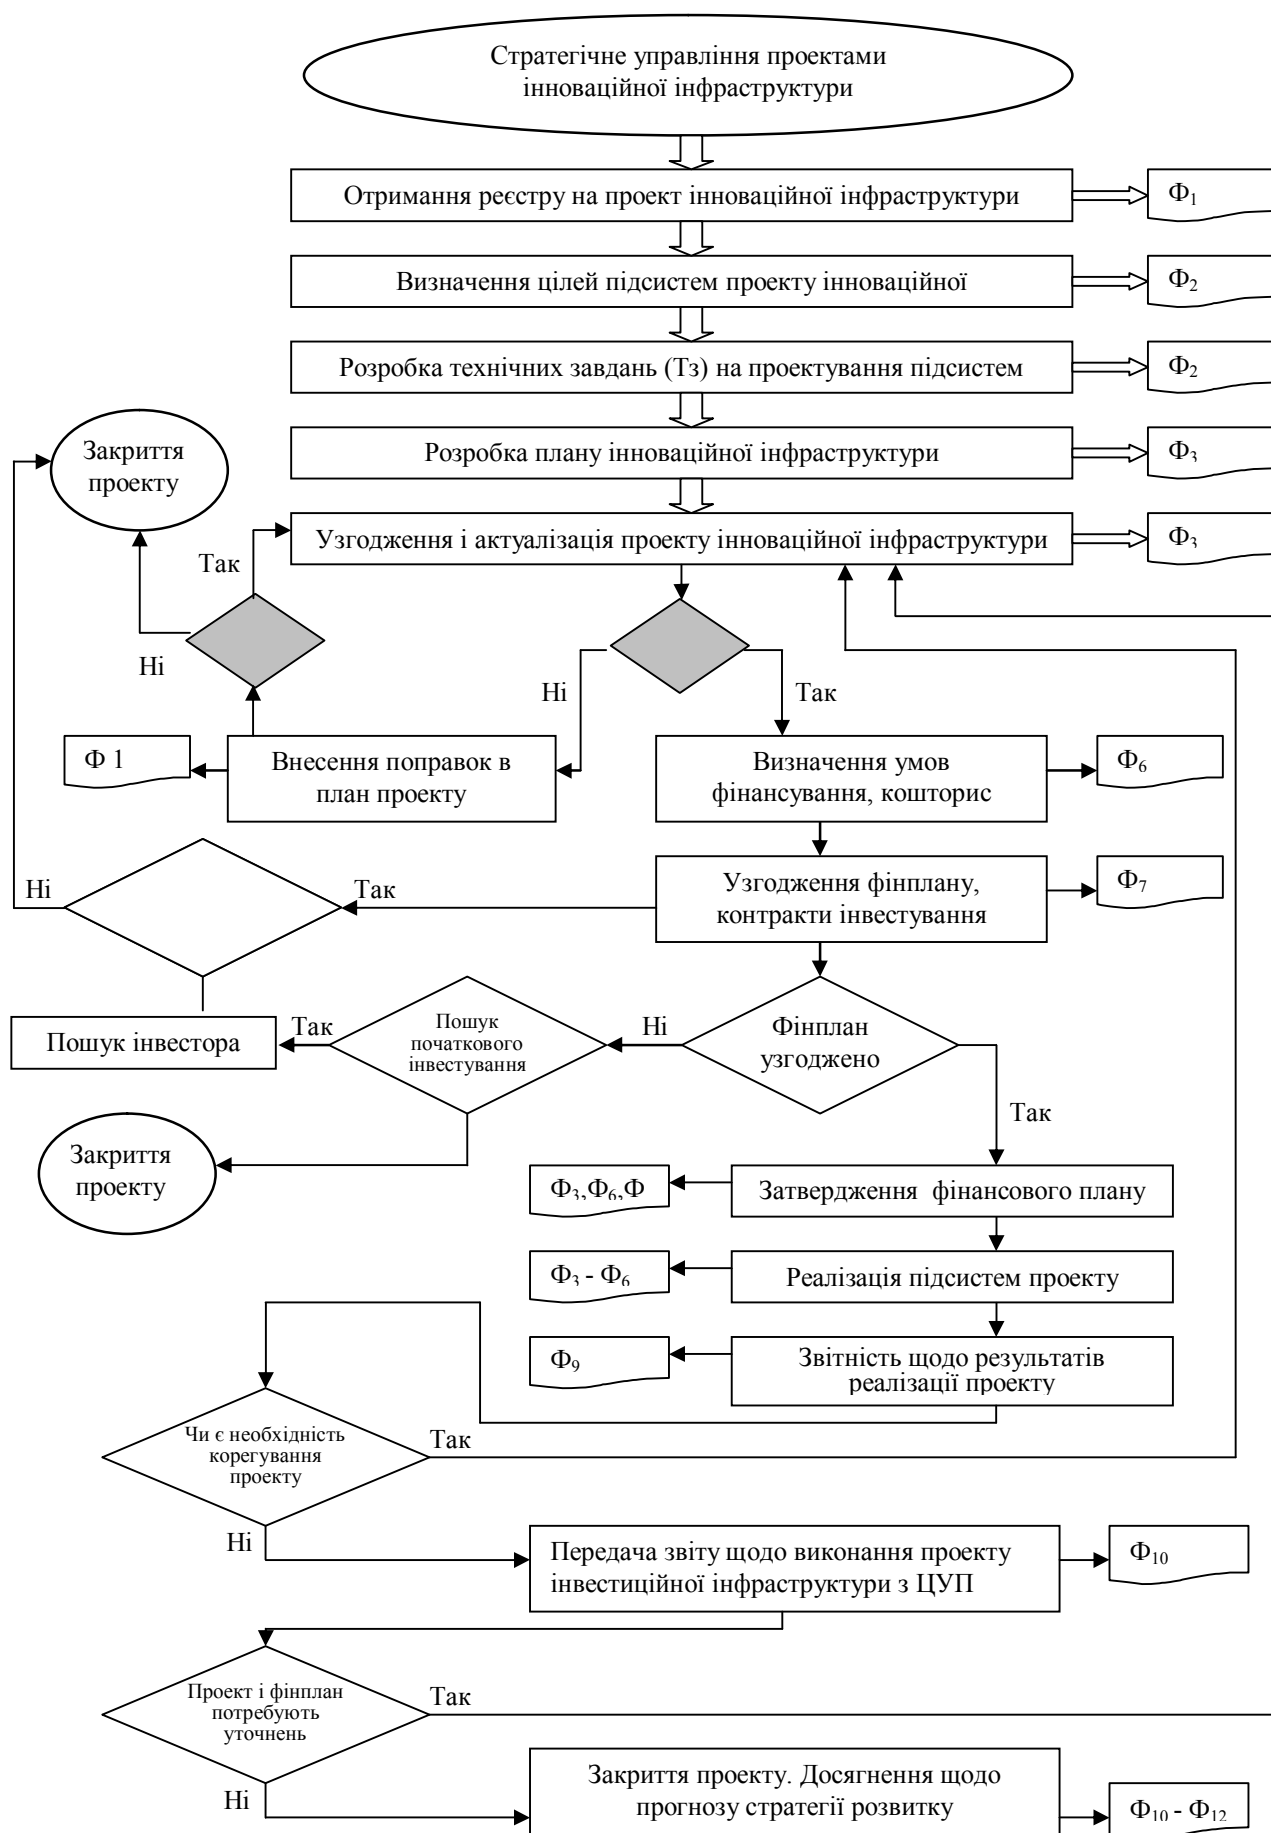 Стратегічне управління проектами
інноваційної інфраструктури
Отримання реєстру на проект інноваційної інфраструктури
Ф₁
Визначення цілей підсистем проекту інноваційної
Ф₂
Розробка технічних завдань (Тз) на проектування підсистем
Ф₂
Закриття
проекту
Розробка плану інноваційної інфраструктури
Ф₃
Узгодження і актуалізація проекту інноваційної інфраструктури
Ф₃
Так
Ні
Ні
Так
Ф 1
Внесення поправок в
план проекту
Визначення умов
фінансування, кошторис
Ф₆
Ні
Так
Узгодження фінплану,
контракти інвестування
Ф₇
Пошук інвестора
Так
Пошук
початкового
інвестування
Ні
Фінплан
узгоджено
Так
Закриття
проекту
Ф₃,Ф₆,Ф
Затвердження фінансового плану
Ф₃ - Ф₆
Реалізація підсистем проекту
Ф₉
Звітність щодо результатів
реалізації проекту
Чи є необхідність
корегування
проекту
Так
Ні
Передача звіту щодо виконання проекту
інвестиційної інфраструктури з ЦУП
Ф₁₀
Проект і фінплан
потребують
уточнень
Так
Ні
Закриття проекту. Досягнення щодо
прогнозу стратегії розвитку
Ф₁₀ - Ф₁₂